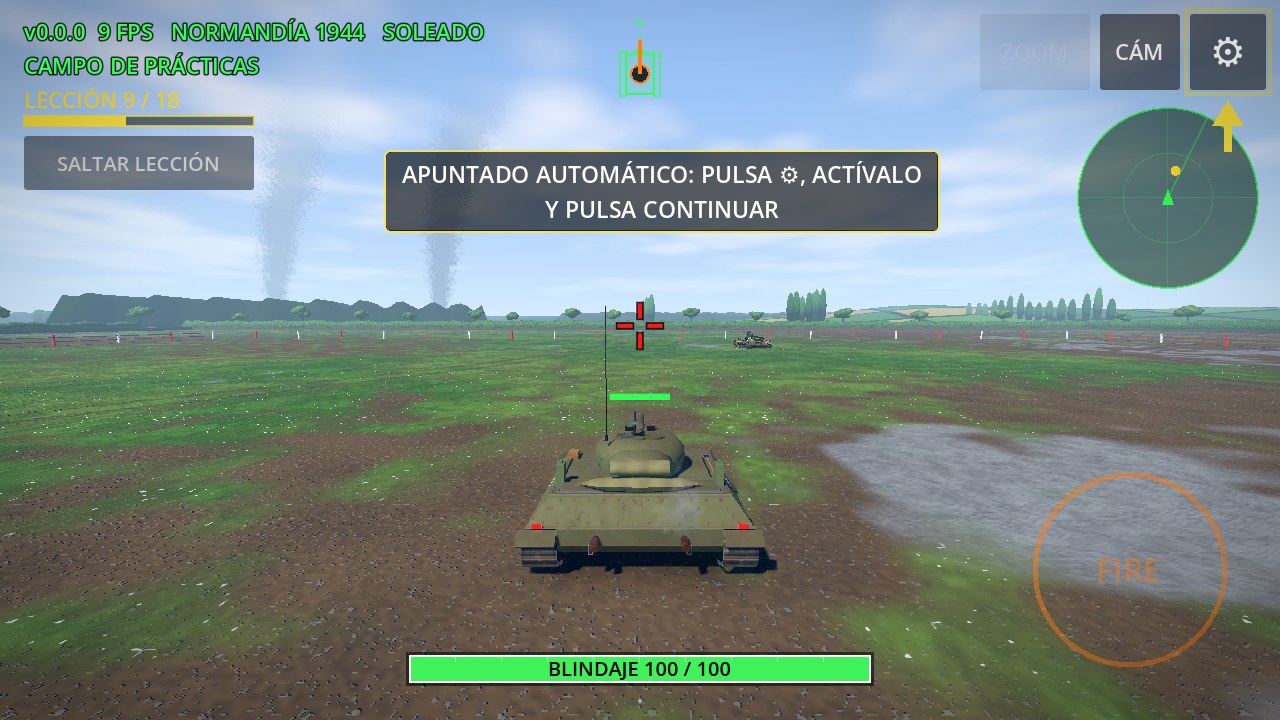 v0.0.0 9 FPS NORMANDÍA 1944 SOLEADO
CAMPO DE PRÁCTICAS
LECCIÓN 9 / 18
SALTAR LECCIÓN
ZOOM
CÁM
APUNTADO AUTOMÁTICO: PULSA ⚙, ACTÍVALO
Y PULSA CONTINUAR
FIRE
BLINDAJE 100 / 100